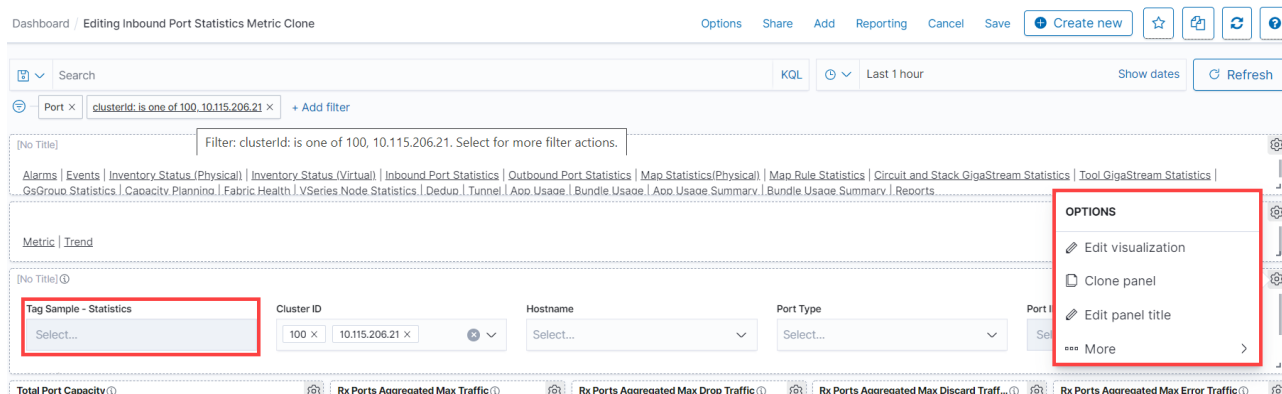 Dashboard / Editing Inbound Port Statistics Metric Clone Options Share Add Reporting Cancel Save Create new
Search KQL Last 1 hour Show dates Refresh
Port × clusterId: is one of 100, 10.115.206.21 × + Add filter
Filter: clusterId: is one of 100, 10.115.206.21. Select for more filter actions.
[No Title]
Alarms | Events | Inventory Status (Physical) | Inventory Status (Virtual) | Inbound Port Statistics | Outbound Port Statistics | Map Statistics(Physical) | Map Rule Statistics | Circuit and Stack GigaStream Statistics | Tool GigaStream Statistics |
GsGroup Statistics | Capacity Planning | Fabric Health | VSeries Node Statistics | Dedup | Tunnel | App Usage | Bundle Usage | App Usage Summary | Bundle Usage Summary | Reports
Metric | Trend
OPTIONS
Edit visualization
Clone panel
Edit panel title
More
[No Title]
Tag Sample - Statistics Cluster ID Hostname Port Type Port I
Select... 100 × 10.115.206.21 × Select... Select... Sel
Total Port Capacity Rx Ports Aggregated Max Traffic Rx Ports Aggregated Max Drop Traffic Rx Ports Aggregated Max Discard Traff... Rx Ports Aggregated Max Error Traffic